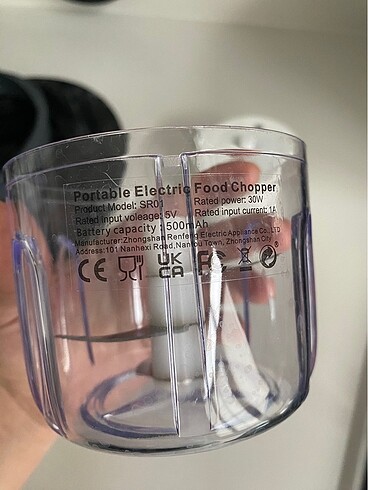 Portable Electric Food Chopper
Product Model: SR01 Rated power: 30W
Rated input voleage: 5V Rated input current: 1A
Battery capacity : 500mAh
Manufacturer: Zhongshan Renfeng Electric Appliance Co., LTD
Address: 101, Nanhexi Road, Nantou Town, Zhongshan City
CE UK CA FC